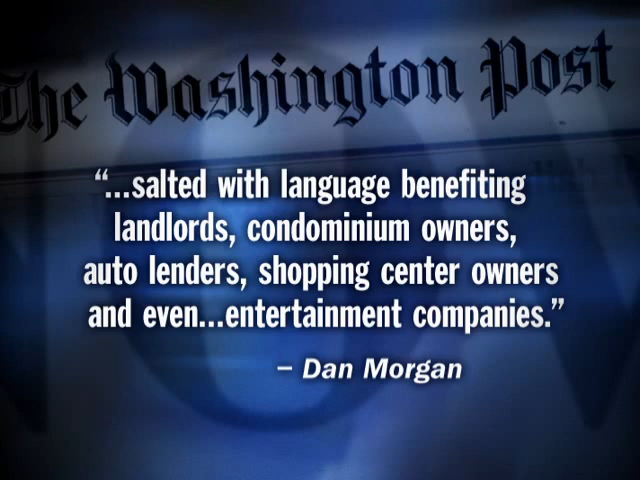 The Washington Post
“...salted with language benefiting
landlords, condominium owners,
auto lenders, shopping center owners
and even...entertainment companies.”
– Dan Morgan